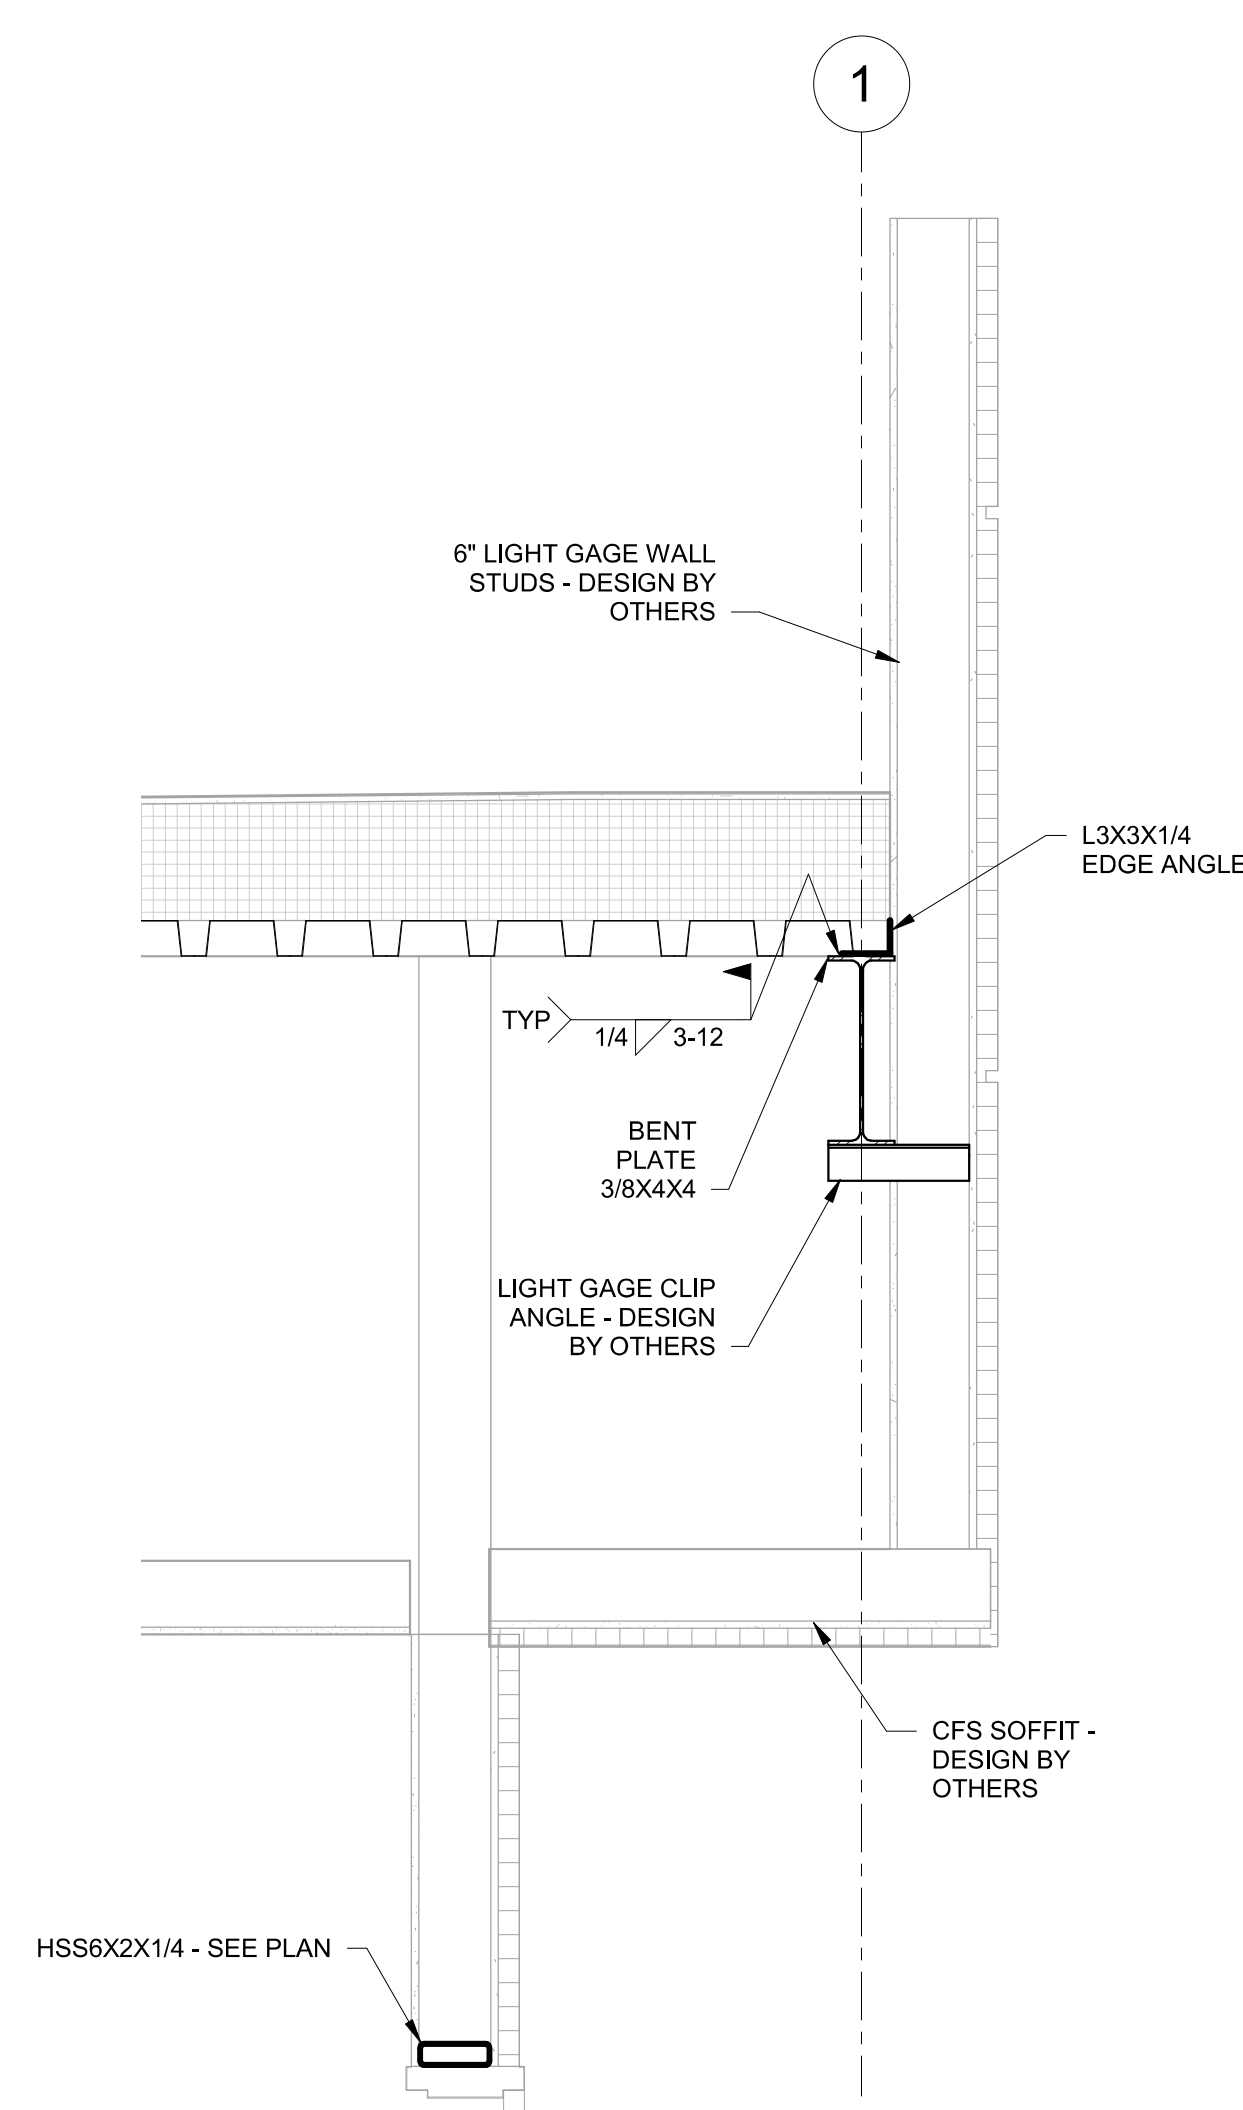 1
6" LIGHT GAGE WALL
STUDS - DESIGN BY
OTHERS
L3X3X1/4
EDGE ANGLE
TYP
1/4
3-12
BENT
PLATE
3/8X4X4
LIGHT GAGE CLIP
ANGLE - DESIGN
BY OTHERS
CFS SOFFIT -
DESIGN BY
OTHERS
HSS6X2X1/4 - SEE PLAN